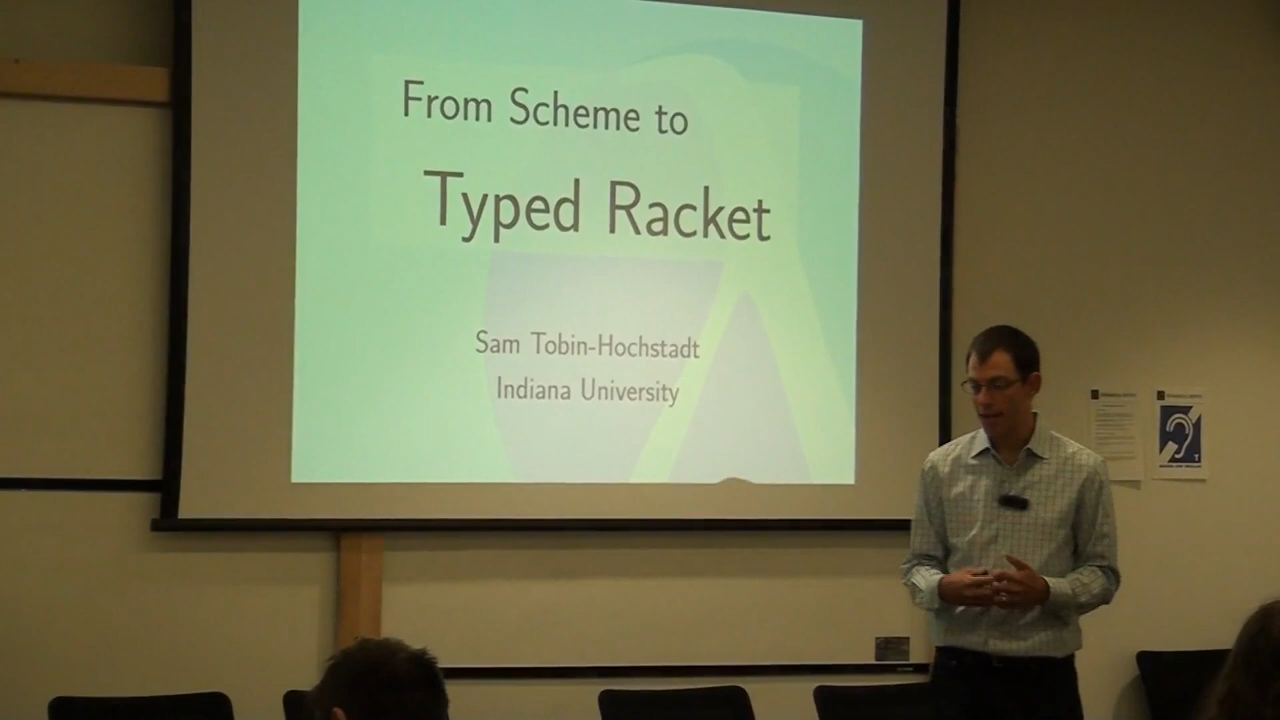 From Scheme to
Typed Racket
Sam Tobin-Hochstadt
Indiana University
T